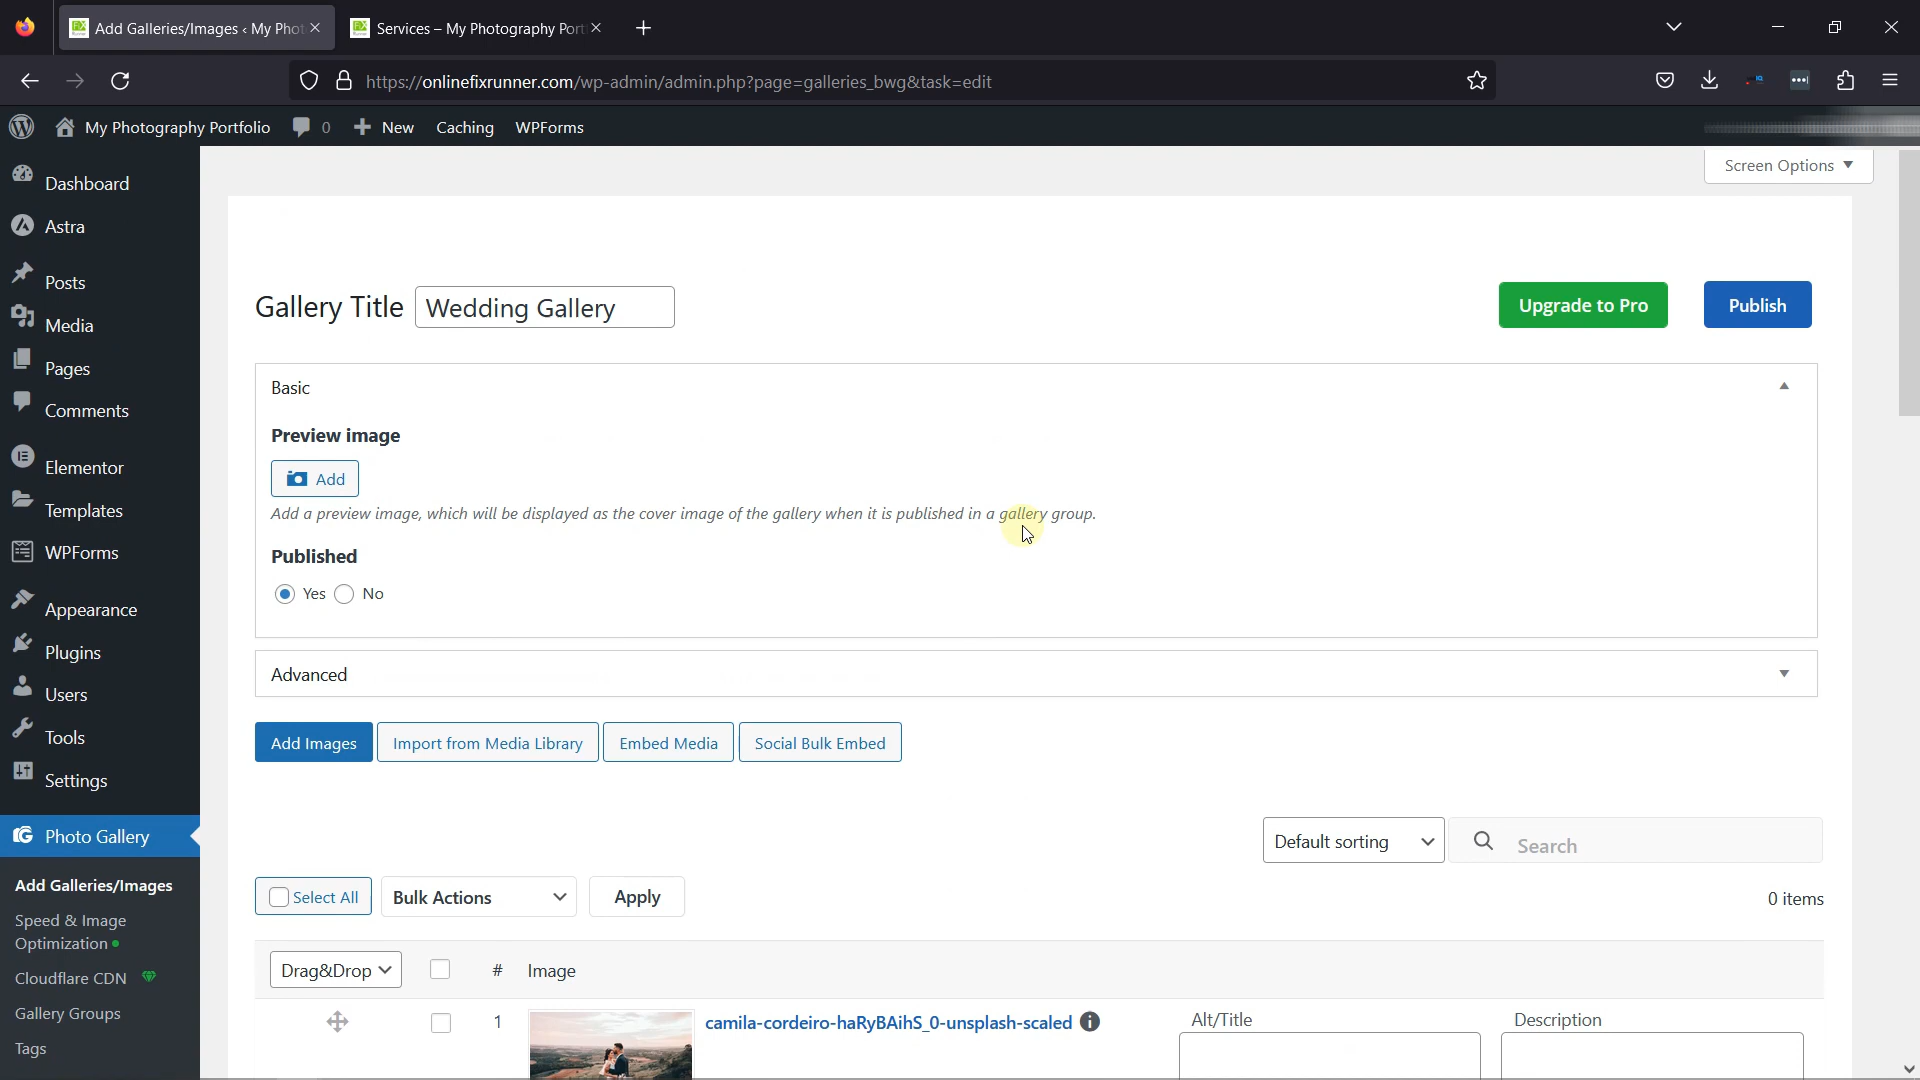 Add Galleries/Images ‹ My Phot
Services – My Photography Port
https://onlinefixrunner.com/wp-admin/admin.php?page=galleries_bwg&task=edit
My Photography Portfolio
0
New
Caching
WPForms
Screen Options
Dashboard
Astra
Posts
Media
Pages
Comments
Elementor
Templates
WPForms
Appearance
Plugins
Users
Tools
Settings
Photo Gallery
Add Galleries/Images
Speed & Image
Optimization
Cloudflare CDN
Gallery Groups
Tags
Gallery Title
Wedding Gallery
Upgrade to Pro
Publish
Basic
Preview image
Add
Add a preview image, which will be displayed as the cover image of the gallery when it is published in a gallery group.
Published
Yes
No
Advanced
Add Images
Import from Media Library
Embed Media
Social Bulk Embed
Default sorting
Search
Select All
Bulk Actions
Apply
0 items
Drag&Drop
#
Image
1
camila-cordeiro-haRyBAihS_0-unsplash-scaled
Alt/Title
Description